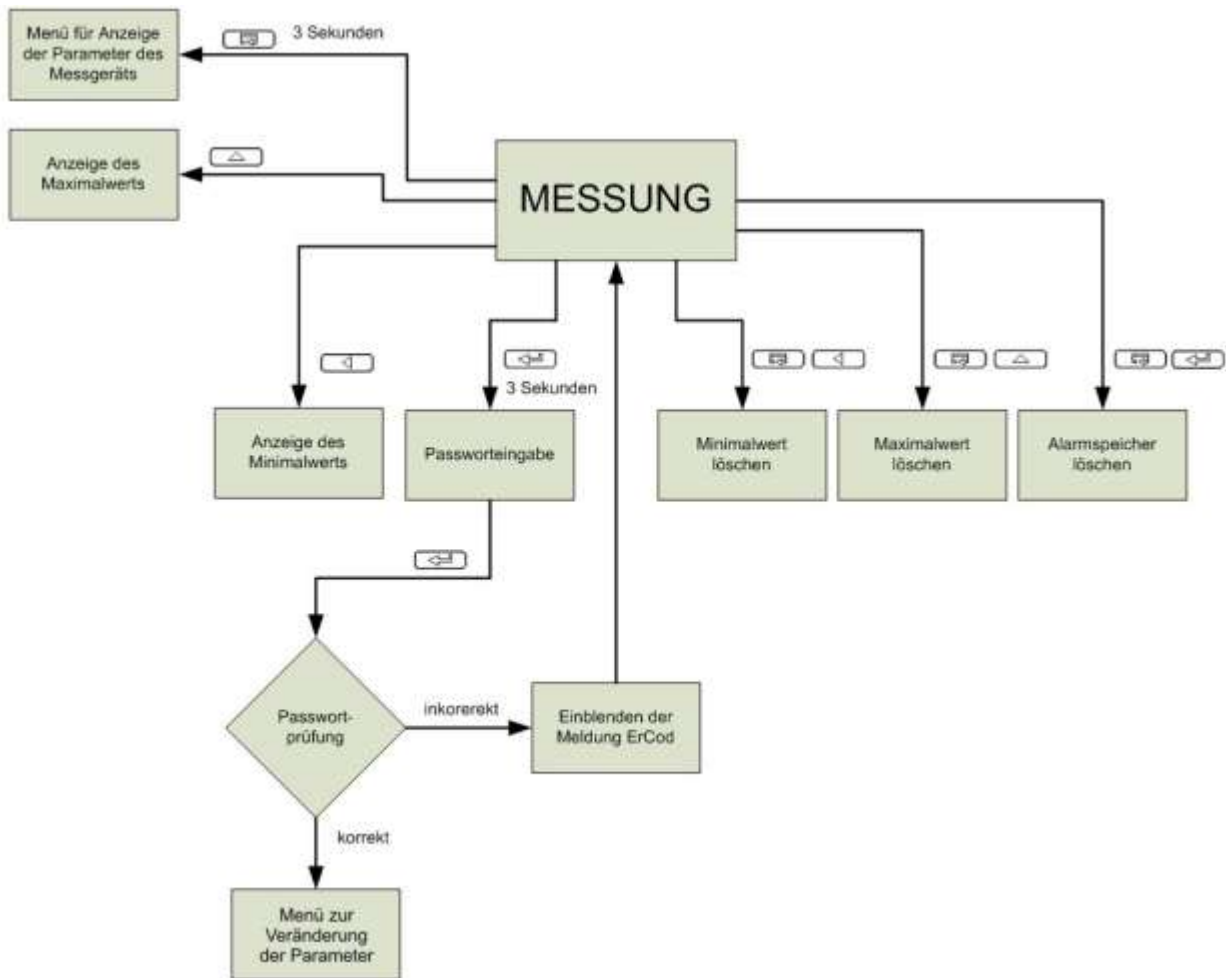 Menü für Anzeige
der Parameter des
Messgeräts
3 Sekunden
Anzeige des
Maximalwerts
MESSUNG
3 Sekunden
Anzeige des
Minimalwerts
Passworteingabe
Minimalwert
löschen
Maximalwert
löschen
Alarmspeicher
löschen
Passwort-
prüfung
inkorerekt
Einblenden der
Meldung ErCod
korrekt
Menü zur
Veränderung
der Parameter